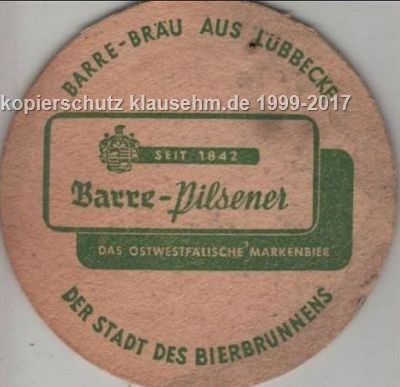 BARRE-BRÄU AUS LÜBBECKE
kopierschutz klausehm.de 1999-2017
SEIT 1842
Barre-Pilsener
DAS OSTWESTFÄLISCHE MARKENBIER
DER STADT DES BIERBRUNNENS